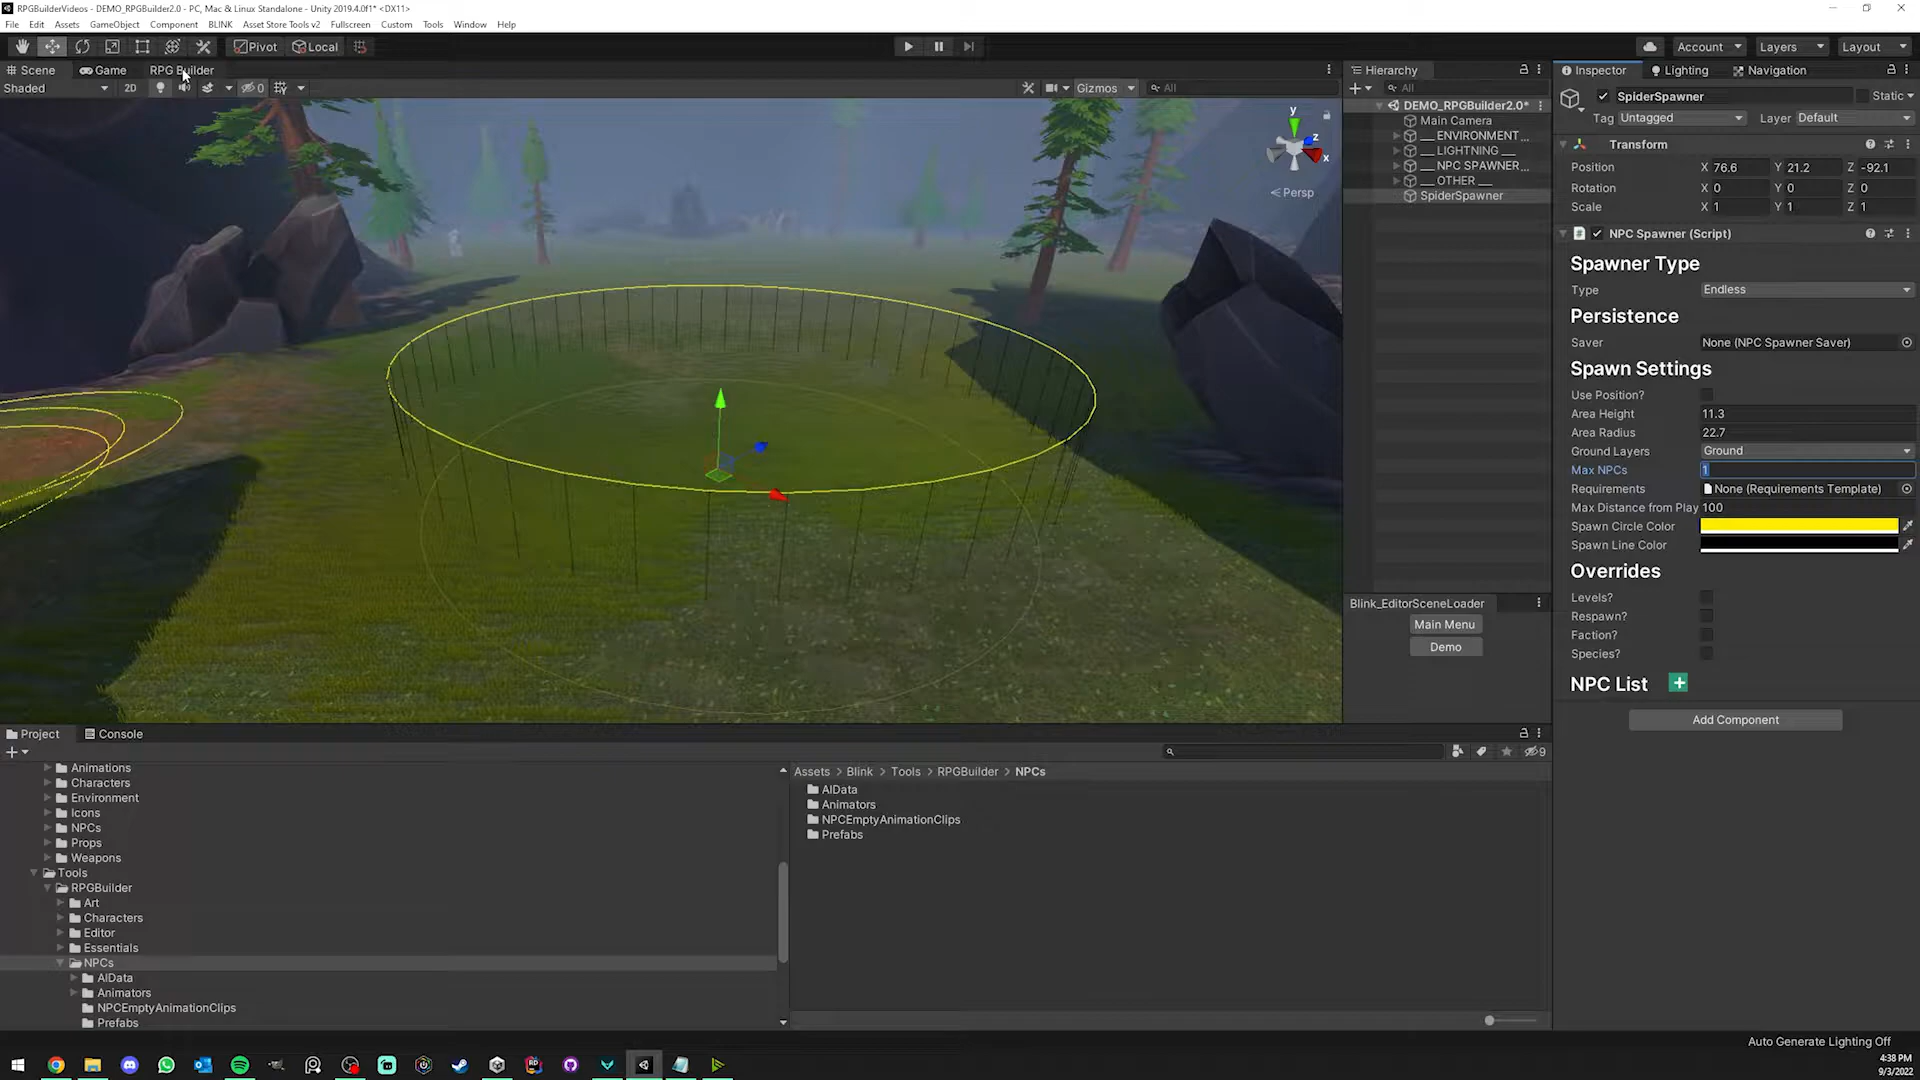 RPGBuilderVideos - DEMO_RPGBuilder2.0 - PC, Mac & Linux Standalone - Unity 2019.4.0f1* <DX11>
File Edit Assets GameObject Component BLINK Asset Store Tools v2 Fullscreen Custom Tools Window Help
Pivot Local Account Layers Layout
Scene Game RPG Builder
Shaded 2D 0 Gizmos All
y
z
x
Persp
Hierarchy
All
DEMO_RPGBuilder2.0*
Main Camera
__ ENVIRONMENT...
__ LIGHTNING __
__ NPC SPAWNER...
__ OTHER __
SpiderSpawner
Blink_EditorSceneLoader
Main Menu
Demo
Inspector Lighting Navigation
SpiderSpawner Static
Tag Untagged Layer Default
Transform
Position X 76.6 Y 21.2 Z -92.1
Rotation X 0 Y 0 Z 0
Scale X 1 Y 1 Z 1
NPC Spawner (Script)
Spawner Type
Type Endless
Persistence
Saver None (NPC Spawner Saver)
Spawn Settings
Use Position?
Area Height 11.3
Area Radius 22.7
Ground Layers Ground
Max NPCs 1
Requirements None (Requirements Template)
Max Distance from Play 100
Spawn Circle Color
Spawn Line Color
Overrides
Levels?
Respawn?
Faction?
Species?
NPC List +
Add Component
Project Console
9
Animations
Characters
Environment
Icons
NPCs
Props
Weapons
Tools
RPGBuilder
Art
Characters
Editor
Essentials
NPCs
AIData
Animators
NPCEmptyAnimationClips
Prefabs
Assets > Blink > Tools > RPGBuilder > NPCs
AIData
Animators
NPCEmptyAnimationClips
Prefabs
Auto Generate Lighting Off
4:38 PM
9/3/2022